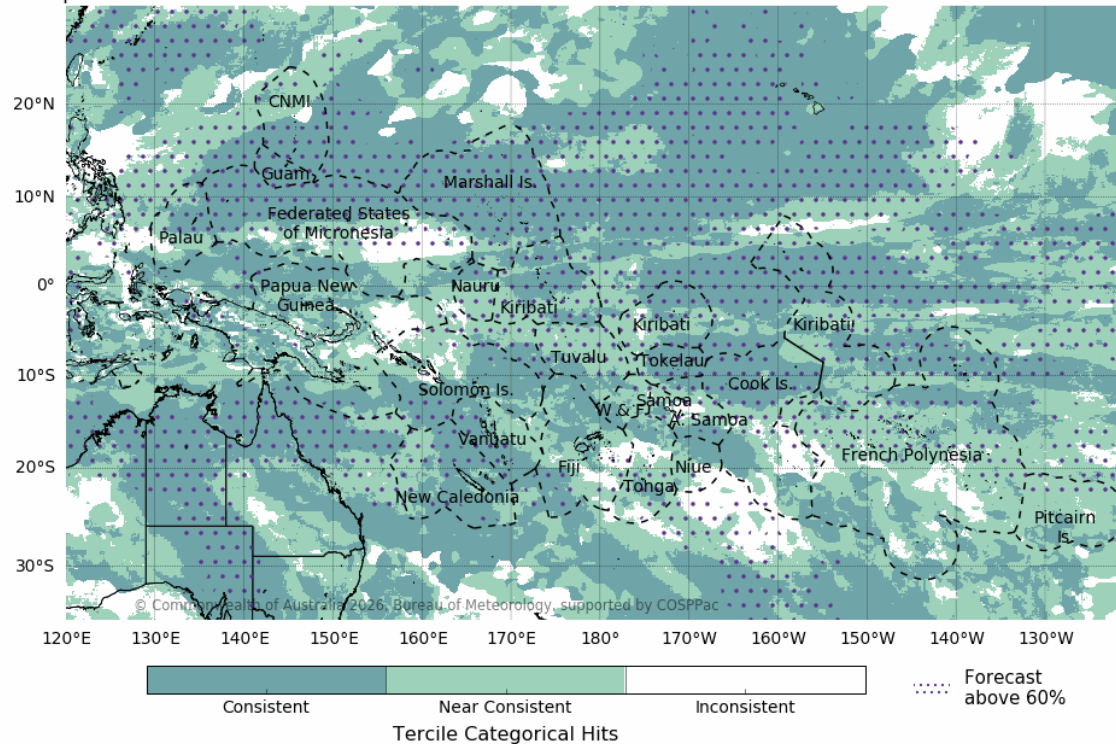 20°N
10°N
0°
10°S
20°S
30°S
CNMI
Guam
Marshall Is.
Federated States
of Micronesia
Palau
Papua New
Guinea
Nauru
Kiribati
Kiribati
Kiribati
Tuvalu
Tokelau
Solomon Is.
Cook Is.
Samoa
W & F
A. Samoa
Vanuatu
French Polynesia
Fiji
Niue
Tonga
New Caledonia
Pitcairn
Is.
© Commonwealth of Australia 2026, Bureau of Meteorology, supported by COSPPac
120°E 130°E 140°E 150°E 160°E 170°E 180° 170°W 160°W 150°W 140°W 130°W
Forecast
above 60%
Consistent Near Consistent Inconsistent
Tercile Categorical Hits